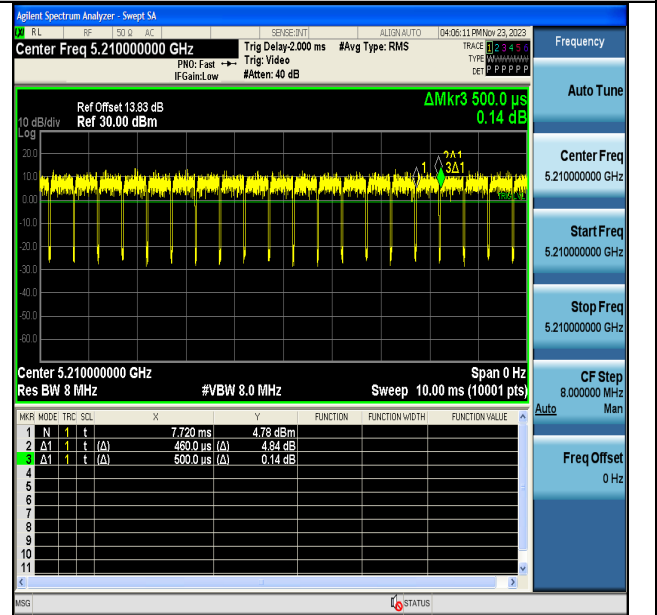 Agilent Spectrum Analyzer - Swept SA
RL RF 50 Ω AC SENSE:INT ALIGN AUTO 04:06:11 PM Nov 23, 2023
Center Freq 5.210000000 GHz
PNO: Fast
IFGain:Low
Trig Delay-2.000 ms
Trig: Video
#Atten: 40 dB
#Avg Type: RMS
TRACE 1 2 3 4 5 6
TYPE W
DET P P P P P P
ΔMkr3 500.0 µs
0.14 dB
Ref Offset 13.83 dB
10 dB/div Ref 30.00 dBm
Log
20.0
10.0
0.00
-10.0
-20.0
-30.0
-40.0
-50.0
-60.0
1
2Δ1
3Δ1
Center 5.210000000 GHz Span 0 Hz
Res BW 8 MHz #VBW 8.0 MHz Sweep 10.00 ms (10001 pts)
MKR MODE TRC SCL X Y FUNCTION FUNCTION WIDTH FUNCTION VALUE
1 N 1 t 7.720 ms 4.78 dBm
2 Δ1 1 t (Δ) 460.0 µs (Δ) 4.84 dB
3 Δ1 1 t (Δ) 500.0 µs (Δ) 0.14 dB
4
5
6
7
8
9
10
11
MSG STATUS
Frequency
Auto Tune
Center Freq
5.210000000 GHz
Start Freq
5.210000000 GHz
Stop Freq
5.210000000 GHz
CF Step
8.000000 MHz
Auto Man
Freq Offset
0 Hz